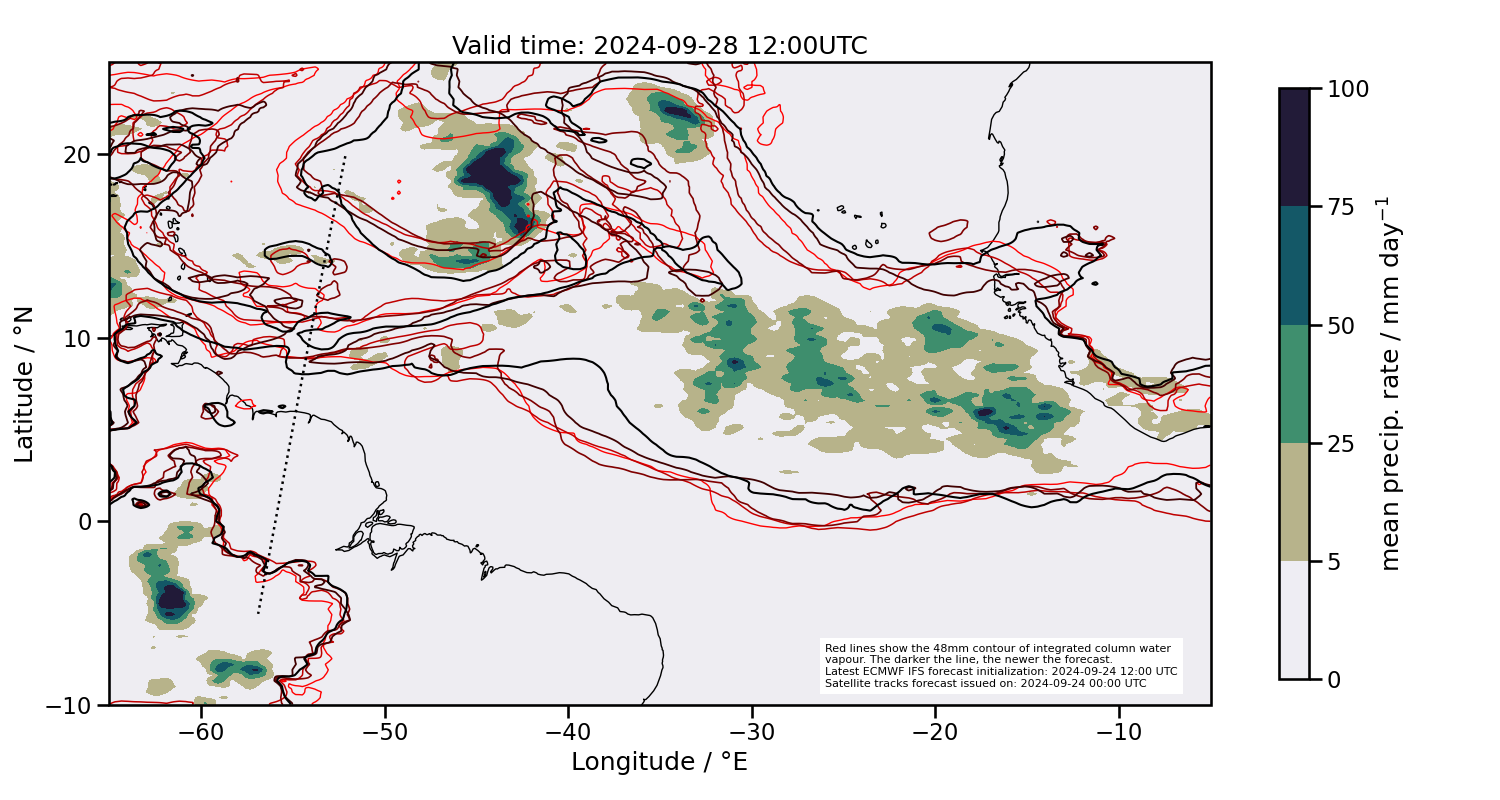 Valid time: 2024-09-28 12:00UTC
Latitude / °N
20
10
0
−10
−60
−50
−40
−30
−20
−10
Longitude / °E
Red lines show the 48mm contour of integrated column water
vapour. The darker the line, the newer the forecast.
Latest ECMWF IFS forecast initialization: 2024-09-24 12:00 UTC
Satellite tracks forecast issued on: 2024-09-24 00:00 UTC
100
75
50
25
5
0
mean precip. rate / mm day⁻¹